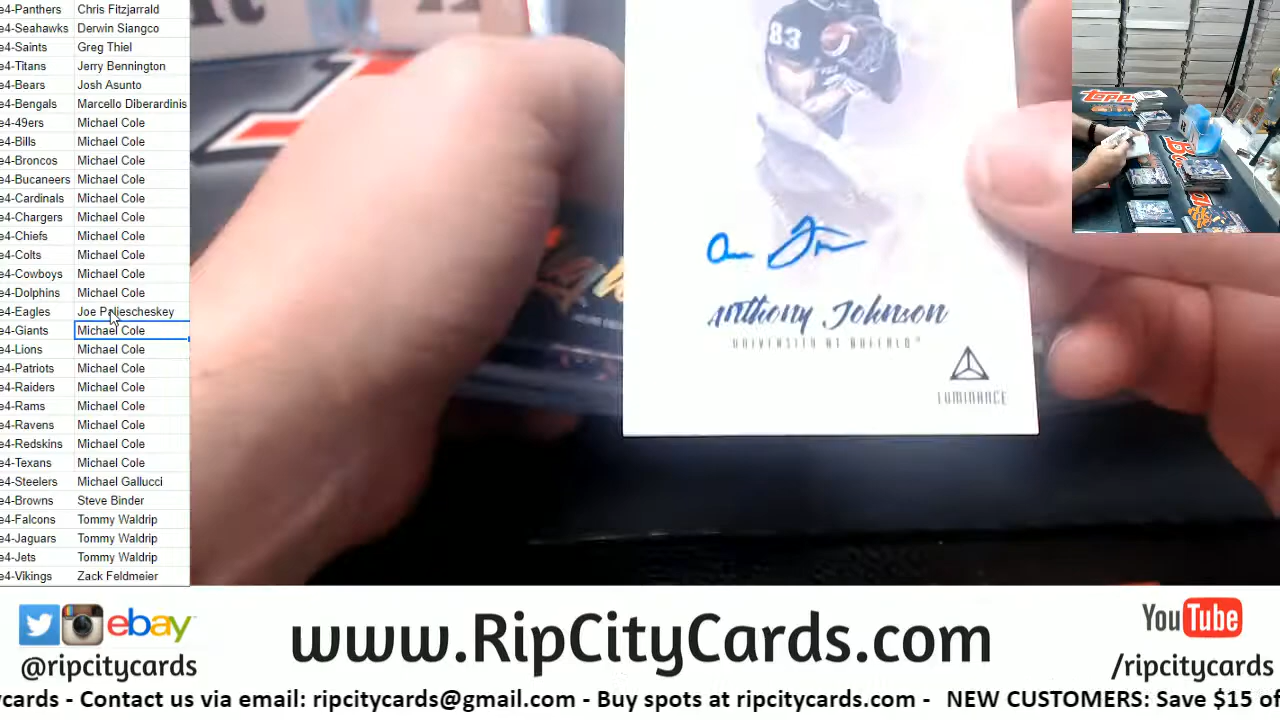 e4-Panthers Chris Fitzjarrald
e4-Seahawks Derwin Siangco
e4-Saints Greg Thiel
e4-Titans Jerry Bennington
e4-Bears Josh Asunto
e4-Bengals Marcello Diberardinis
e4-49ers Michael Cole
e4-Bills Michael Cole
e4-Broncos Michael Cole
e4-Bucaneers Michael Cole
e4-Cardinals Michael Cole
e4-Chargers Michael Cole
e4-Chiefs Michael Cole
e4-Colts Michael Cole
e4-Cowboys Michael Cole
e4-Dolphins Michael Cole
e4-Eagles Joe Paliescheskey
e4-Giants Michael Cole
e4-Lions Michael Cole
e4-Patriots Michael Cole
e4-Raiders Michael Cole
e4-Rams Michael Cole
e4-Ravens Michael Cole
e4-Redskins Michael Cole
e4-Texans Michael Cole
e4-Steelers Michael Gallucci
e4-Browns Steve Binder
e4-Falcons Tommy Waldrip
e4-Jaguars Tommy Waldrip
e4-Jets Tommy Waldrip
e4-Vikings Zack Feldmeier
83
Anthony Johnson
UNIVERSITY AT BUFFALO
LUMINANCE
topps
ebay
@ripcitycards
www.RipCityCards.com
YouTube
/ripcitycards
ycards - Contact us via email: ripcitycards@gmail.com - Buy spots at ripcitycards.com - NEW CUSTOMERS: Save $15 of